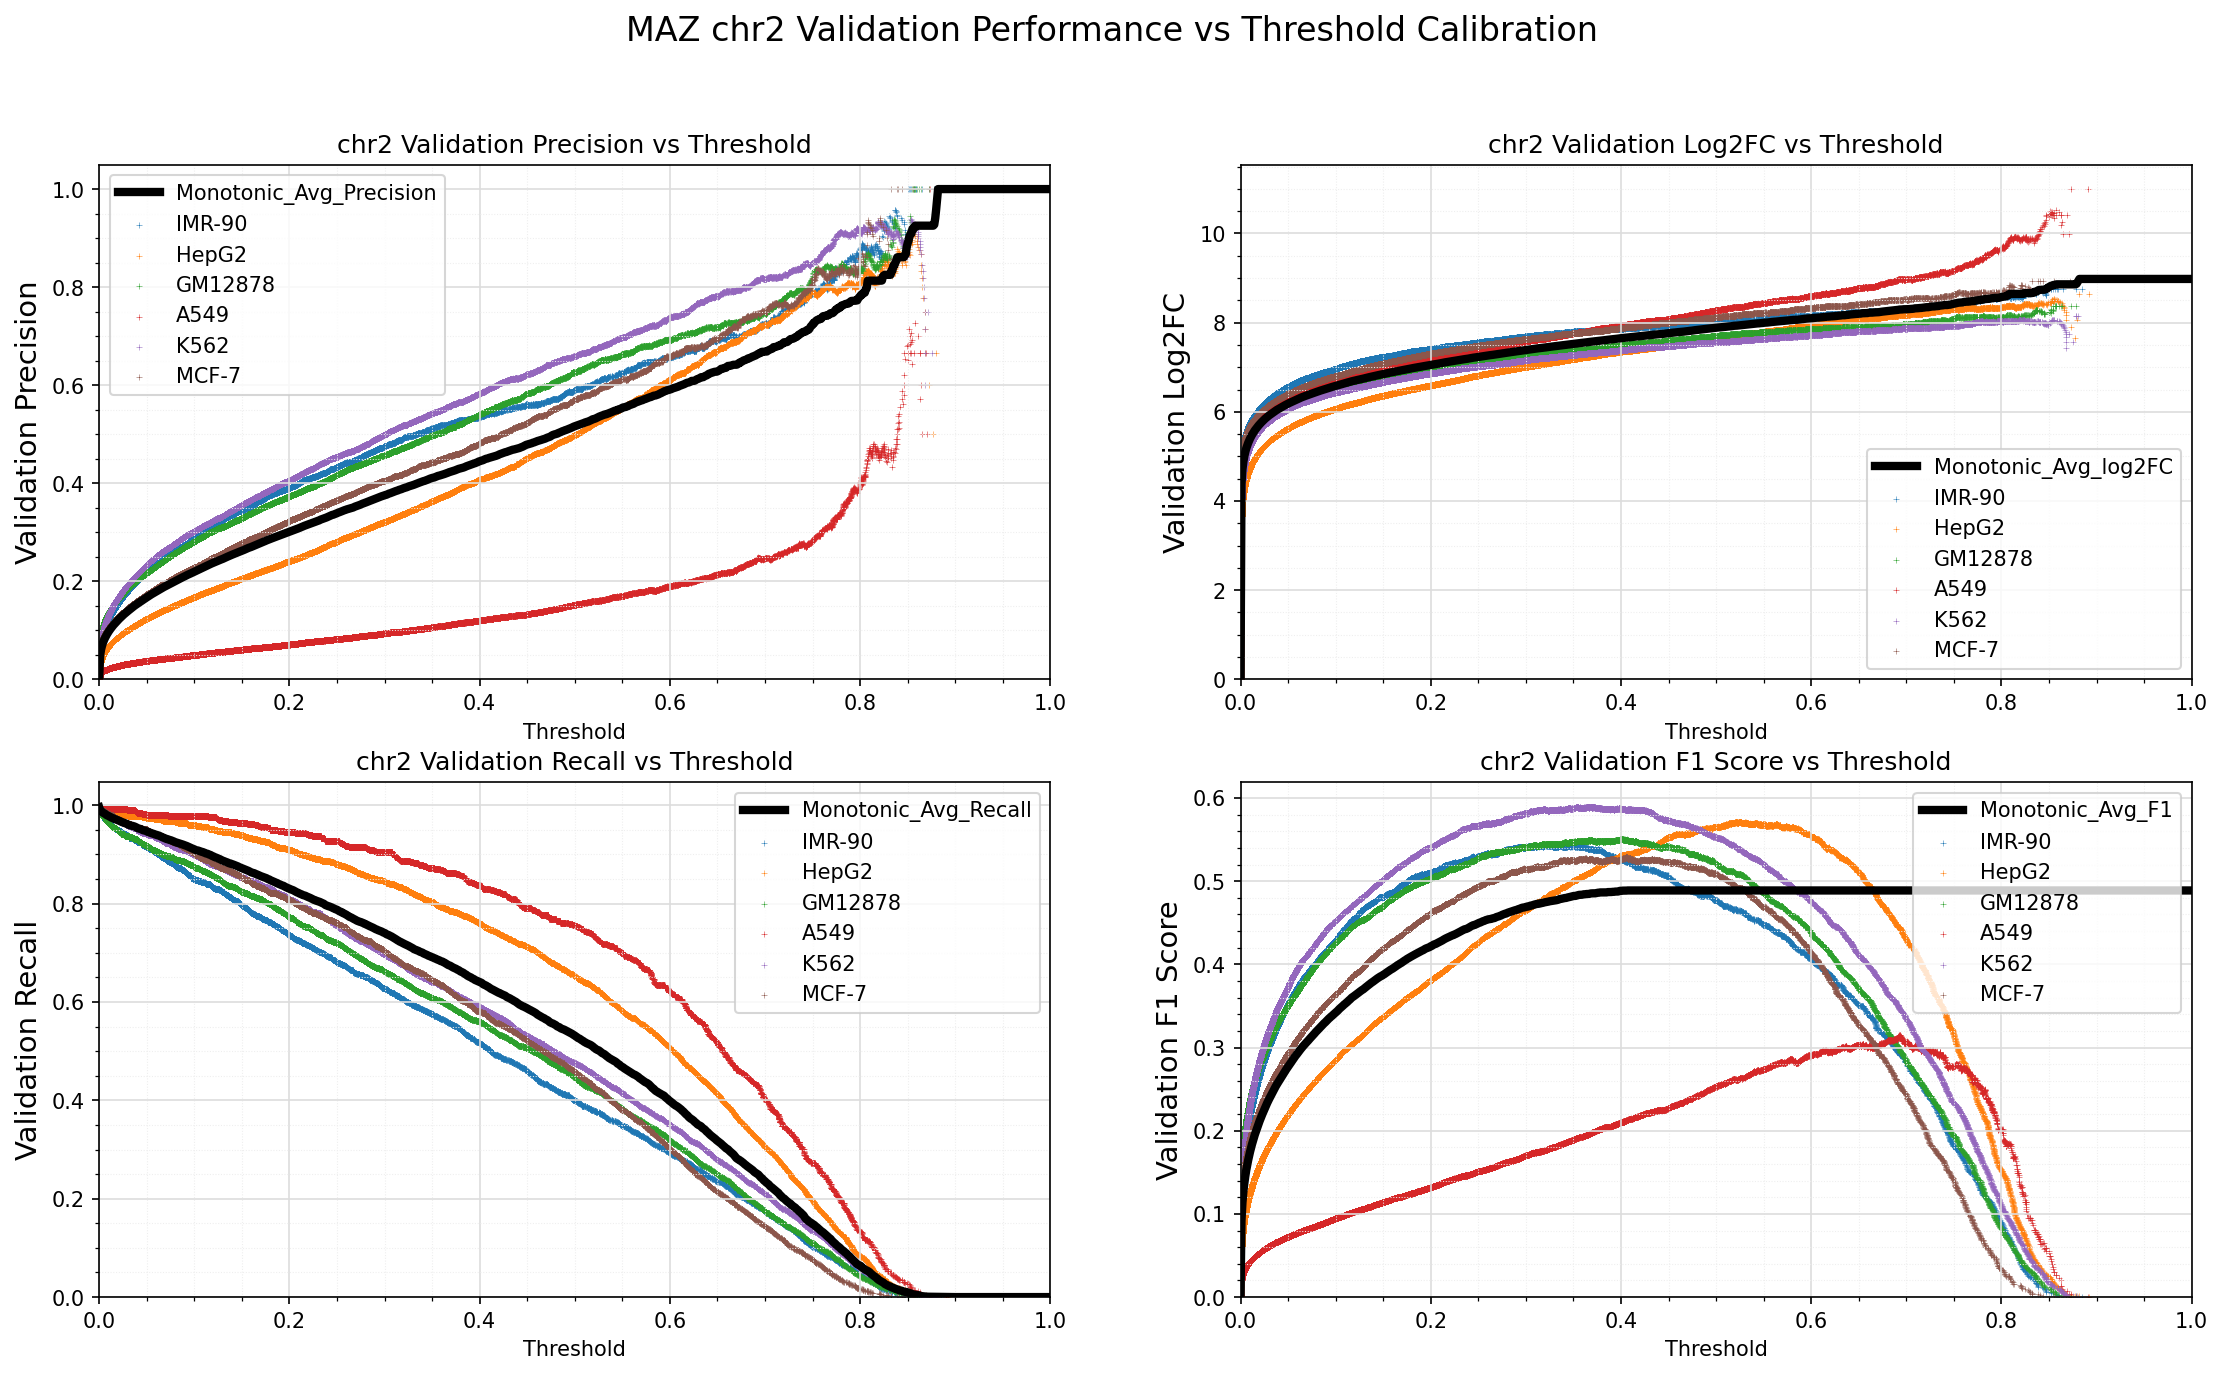 MAZ chr2 Validation Performance vs Threshold Calibration
chr2 Validation Precision vs Threshold
Validation Precision
1.0
0.8
0.6
0.4
0.2
0.0
Monotonic_Avg_Precision
IMR-90
HepG2
GM12878
A549
K562
MCF-7
0.0 0.2 0.4 0.6 0.8 1.0
Threshold
chr2 Validation Log2FC vs Threshold
Validation Log2FC
10
8
6
4
2
0
Monotonic_Avg_log2FC
IMR-90
HepG2
GM12878
A549
K562
MCF-7
0.0 0.2 0.4 0.6 0.8 1.0
Threshold
chr2 Validation Recall vs Threshold
Validation Recall
1.0
0.8
0.6
0.4
0.2
0.0
Monotonic_Avg_Recall
IMR-90
HepG2
GM12878
A549
K562
MCF-7
0.0 0.2 0.4 0.6 0.8 1.0
Threshold
chr2 Validation F1 Score vs Threshold
Validation F1 Score
0.6
0.5
0.4
0.3
0.2
0.1
0.0
Monotonic_Avg_F1
IMR-90
HepG2
GM12878
A549
K562
MCF-7
0.0 0.2 0.4 0.6 0.8 1.0
Threshold